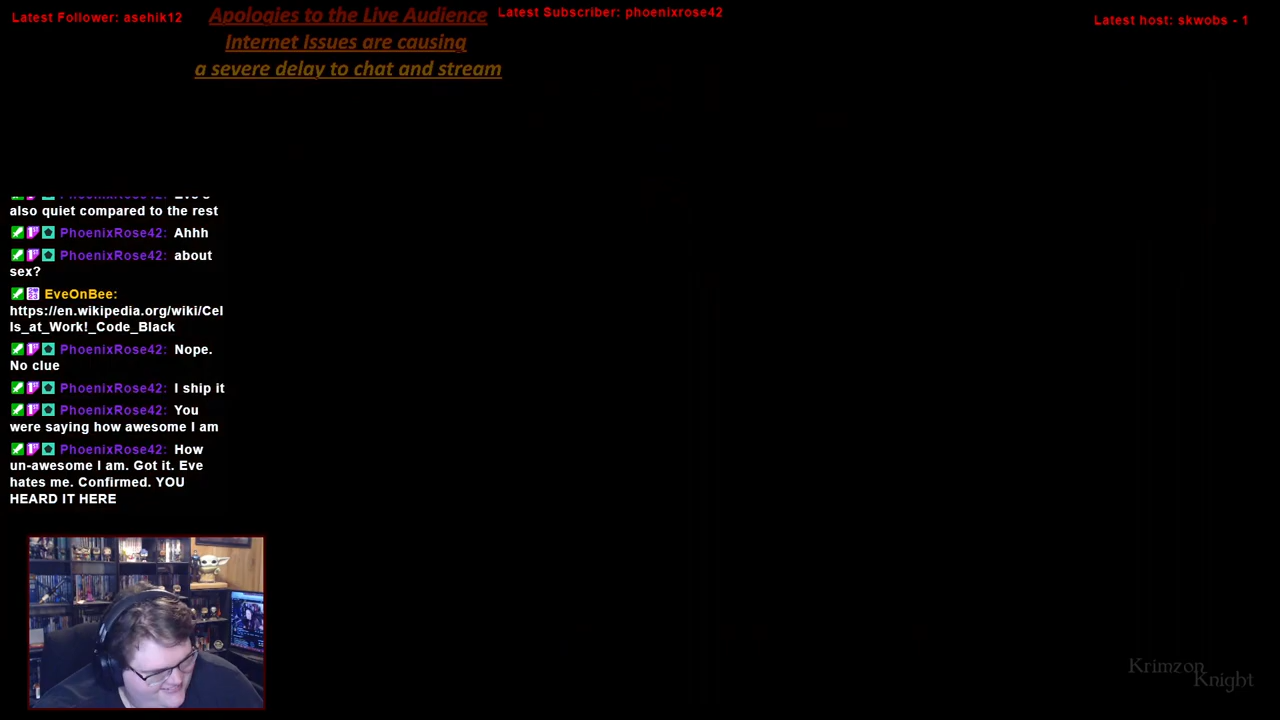 Latest Follower: asehik12
Apologies to the Live Audience
Internet Issues are causing
a severe delay to chat and stream
Latest Subscriber: phoenixrose42
Latest host: skwobs - 1
PhoenixRose42: Eve's
also quiet compared to the rest
PhoenixRose42: Ahhh
PhoenixRose42: about
sex?
EveOnBee:
https://en.wikipedia.org/wiki/Cel
ls_at_Work!_Code_Black
PhoenixRose42: Nope.
No clue
PhoenixRose42: I ship it
PhoenixRose42: You
were saying how awesome I am
PhoenixRose42: How
un-awesome I am. Got it. Eve
hates me. Confirmed. YOU
HEARD IT HERE
Krimzon
Knight